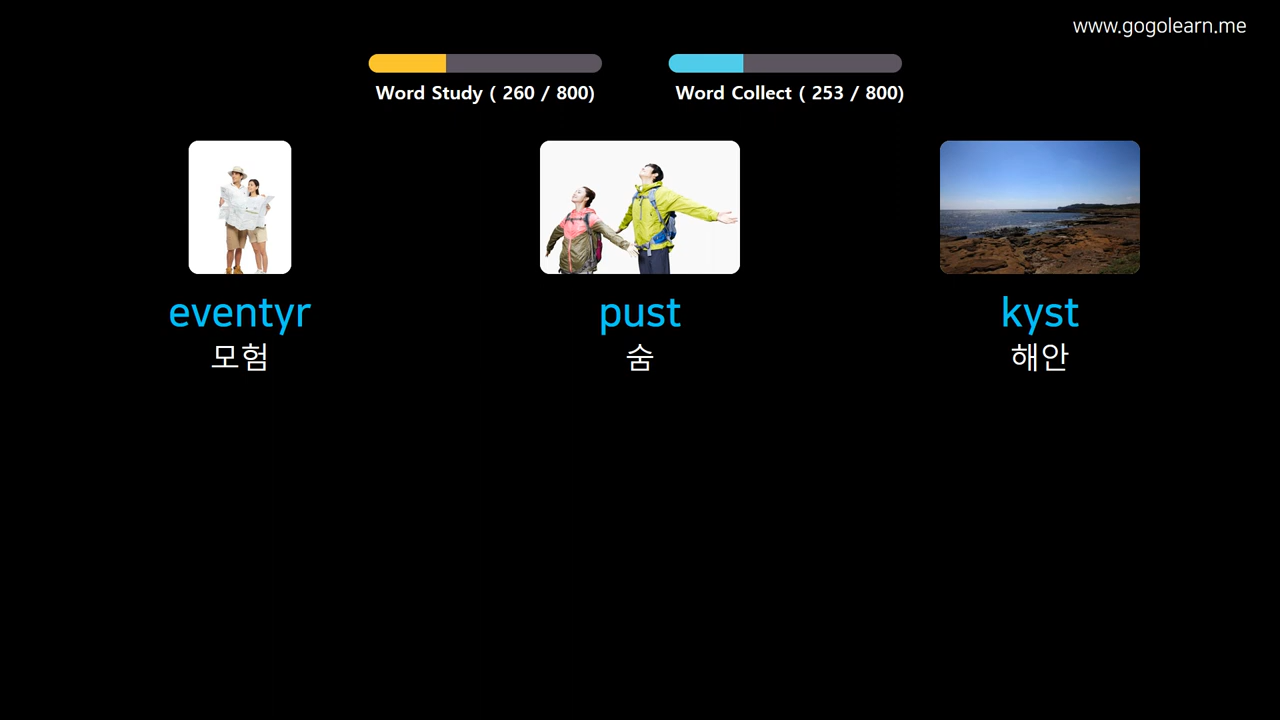 www.gogolearn.me
Word Study ( 260 / 800)
Word Collect ( 253 / 800)
eventyr
모험
pust
숨
kyst
해안